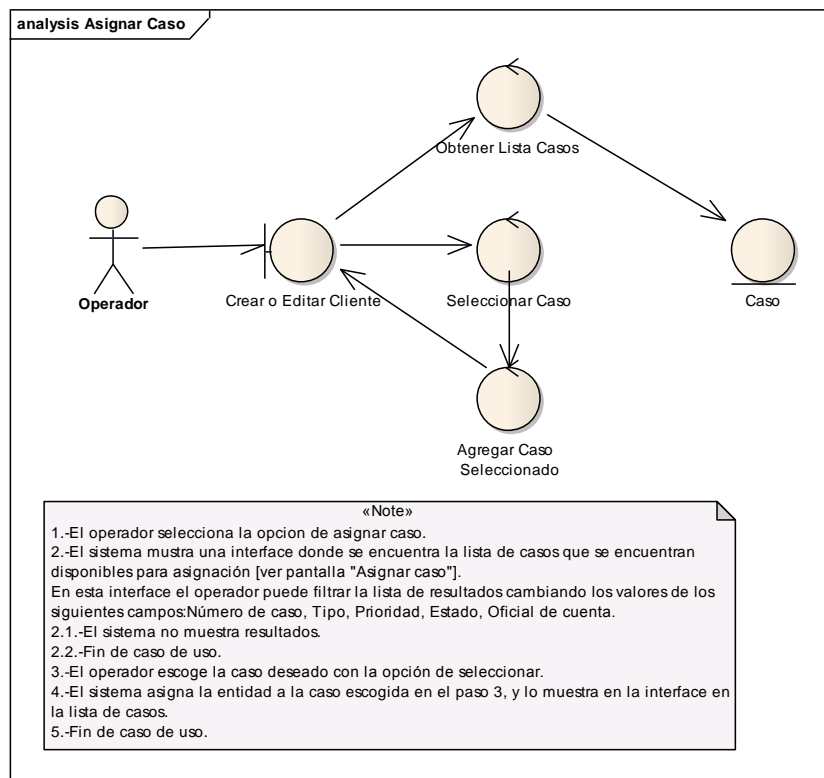 analysis Asignar Caso
Obtener Lista Casos
Operador
Crear o Editar Cliente
Seleccionar Caso
Caso
Agregar Caso
Seleccionado
«Note»
1.-El operador selecciona la opcion de asignar caso.
2.-El sistema mustra una interface donde se encuentra la lista de casos que se encuentran
disponibles para asignación [ver pantalla "Asignar caso"].
En esta interface el operador puede filtrar la lista de resultados cambiando los valores de los
siguientes campos:Número de caso, Tipo, Prioridad, Estado, Oficial de cuenta.
2.1.-El sistema no muestra resultados.
2.2.-Fin de caso de uso.
3.-El operador escoge la caso deseado con la opción de seleccionar.
4.-El sistema asigna la entidad a la caso escogida en el paso 3, y lo muestra en la interface en
la lista de casos.
5.-Fin de caso de uso.